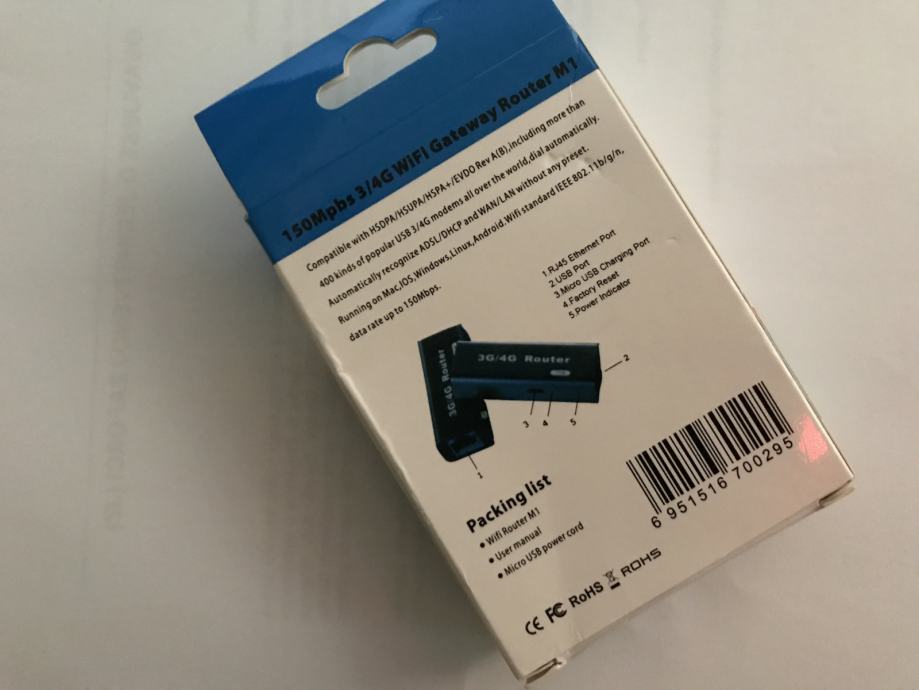 150Mpbs 3/4G WiFi Gateway Router M1
Compatible with HSDPA/HSUPA/HSPA+/EVDO Rev A(B),including more than
400 kinds of popular USB 3/4G modems all over the world,dial automatically.
Automatically recognize ADSL/DHCP and WAN/LAN without any preset.
Running on Mac,IOS,Windows,Linux,Android.Wifi standard IEEE 802.11b/g/n,
data rate up to 150Mbps.
1.RJ45 Ethernet Port
2.USB Port
3.Micro USB Charging Port
4.Factory Reset
5.Power Indicator
3G/4G Router
3G/4G Router
2
3 4 5
1
Packing list
• Wifi Router M1
• User manual
• Micro USB power cord
6 951516 700295
CE FC RoHS ROHS